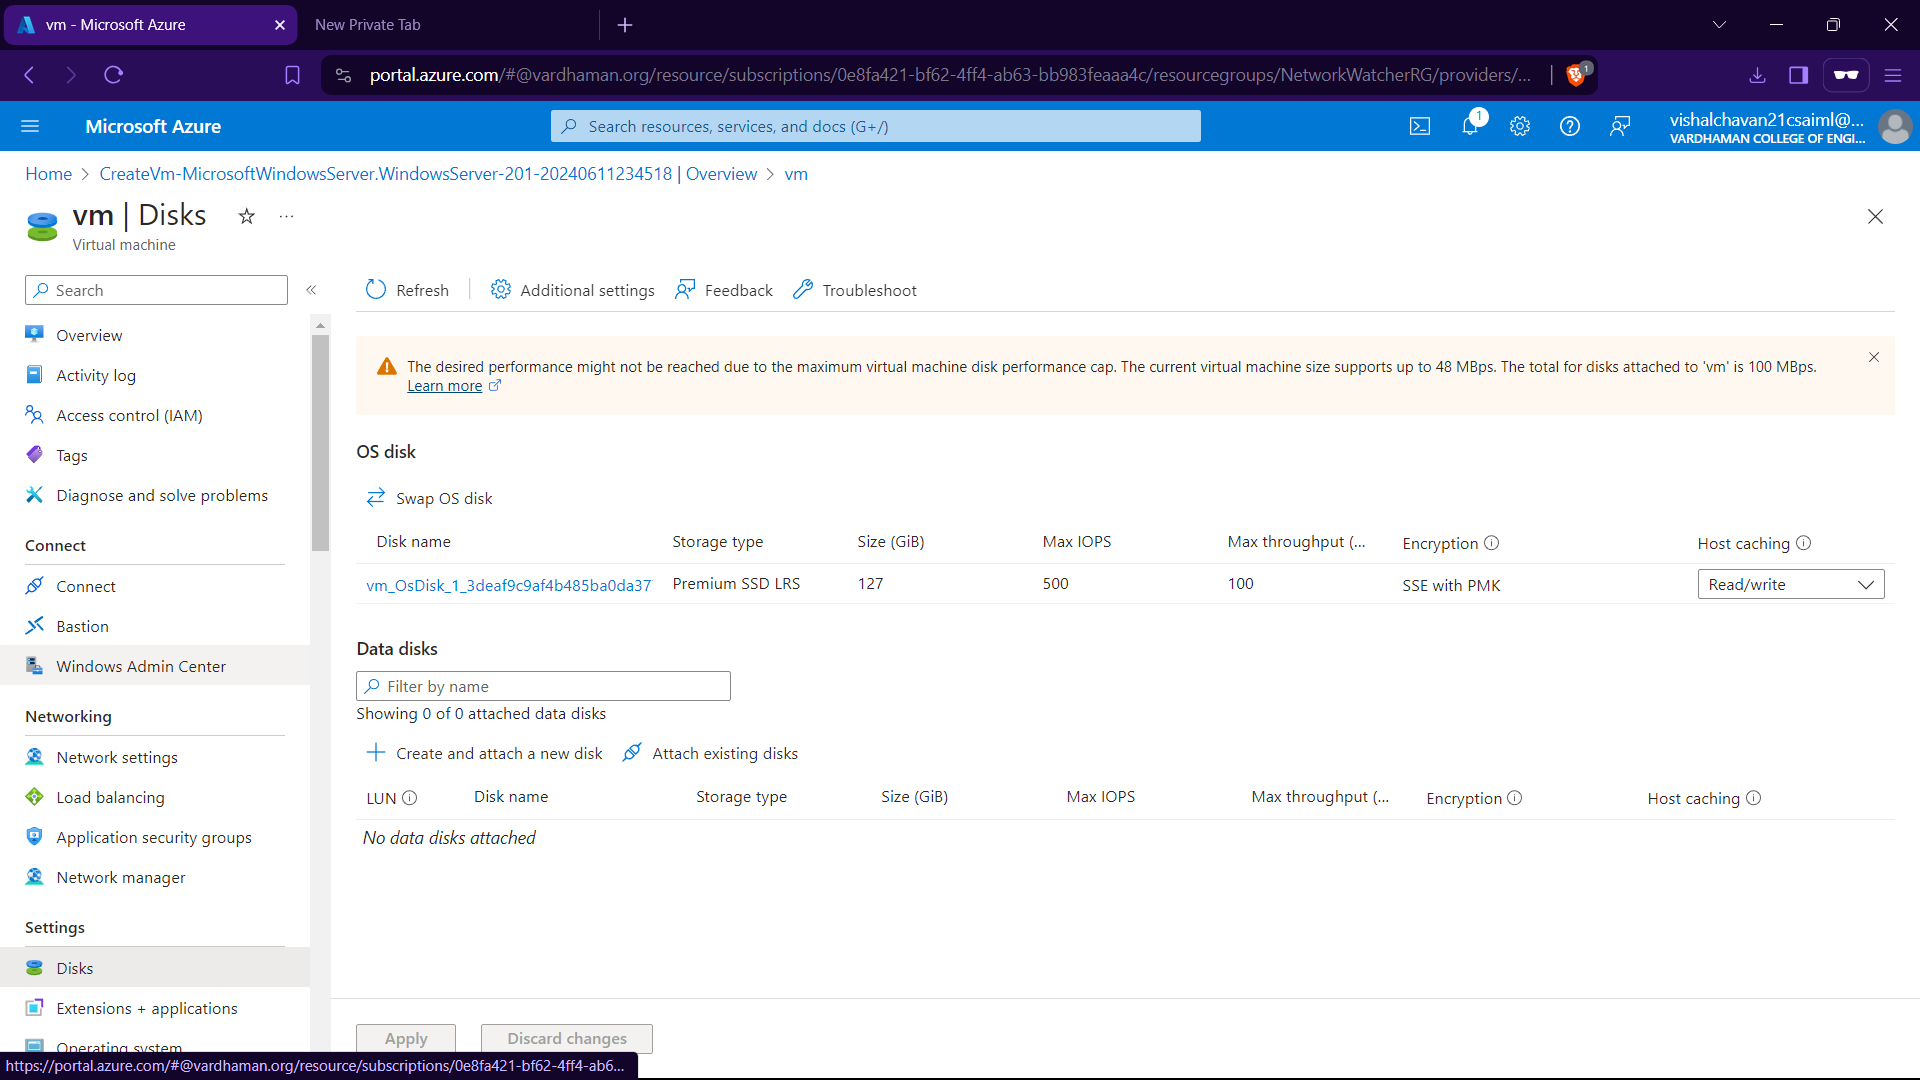 vm - Microsoft Azure
New Private Tab
portal.azure.com/#@vardhaman.org/resource/subscriptions/0e8fa421-bf62-4ff4-ab63-bb983feaaa4c/resourcegroups/NetworkWatcherRG/providers/...
1
Microsoft Azure
Search resources, services, and docs (G+/)
1
vishalchavan21csaiml@...
VARDHAMAN COLLEGE OF ENGI...
Home > CreateVm-MicrosoftWindowsServer.WindowsServer-201-20240611234518 | Overview > vm
vm | Disks
Virtual machine
Search
Overview
Activity log
Access control (IAM)
Tags
Diagnose and solve problems
Connect
Connect
Bastion
Windows Admin Center
Networking
Network settings
Load balancing
Application security groups
Network manager
Settings
Disks
Extensions + applications
Operating system
Refresh
Additional settings
Feedback
Troubleshoot
The desired performance might not be reached due to the maximum virtual machine disk performance cap. The current virtual machine size supports up to 48 MBps. The total for disks attached to 'vm' is 100 MBps.
Learn more
OS disk
Swap OS disk
Disk name Storage type Size (GiB) Max IOPS Max throughput (... Encryption Host caching
vm_OsDisk_1_3deaf9c9af4b485ba0da37 Premium SSD LRS 127 500 100 SSE with PMK Read/write
Data disks
Filter by name
Showing 0 of 0 attached data disks
Create and attach a new disk Attach existing disks
LUN Disk name Storage type Size (GiB) Max IOPS Max throughput (... Encryption Host caching
No data disks attached
Apply Discard changes
https://portal.azure.com/#@vardhaman.org/resource/subscriptions/0e8fa421-bf62-4ff4-ab6...